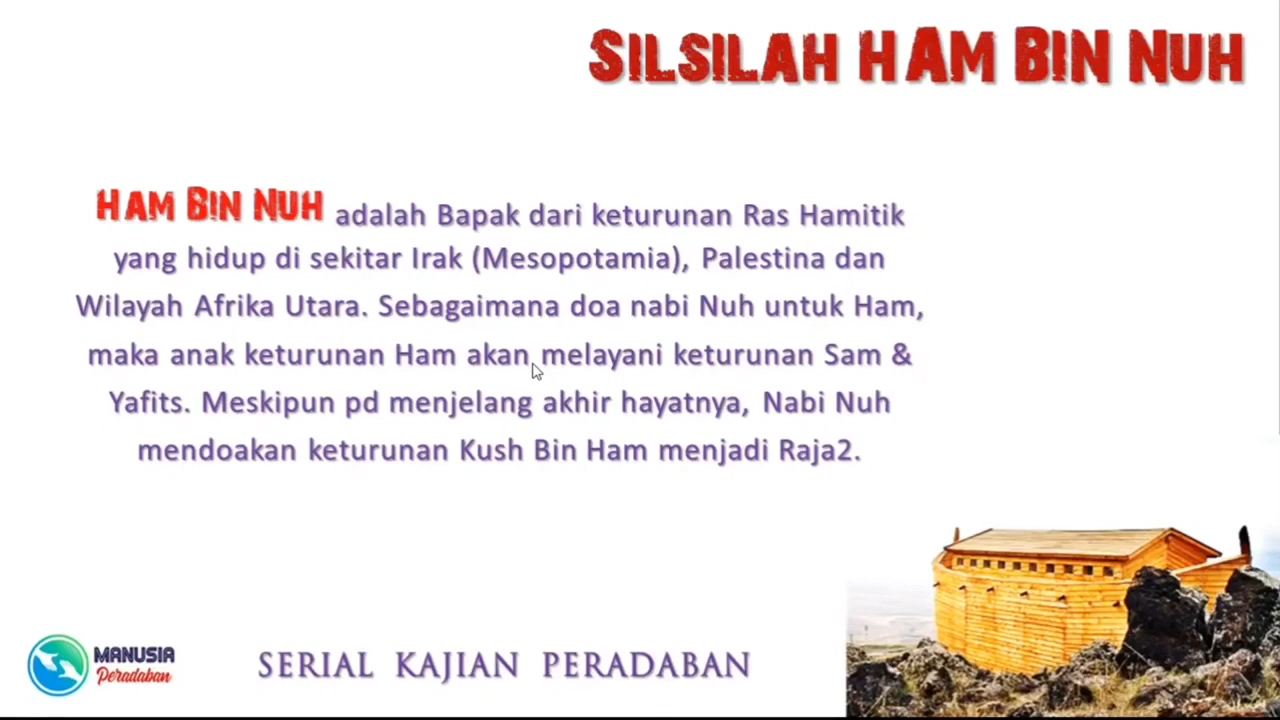 SILSILAH HAM BIN NUH
HAM BIN NUH adalah Bapak dari keturunan Ras Hamitik
yang hidup di sekitar Irak (Mesopotamia), Palestina dan
Wilayah Afrika Utara. Sebagaimana doa nabi Nuh untuk Ham,
maka anak keturunan Ham akan melayani keturunan Sam &
Yafits. Meskipun pd menjelang akhir hayatnya, Nabi Nuh
mendoakan keturunan Kush Bin Ham menjadi Raja2.
MANUSIA
Peradaban
SERIAL KAJIAN PERADABAN